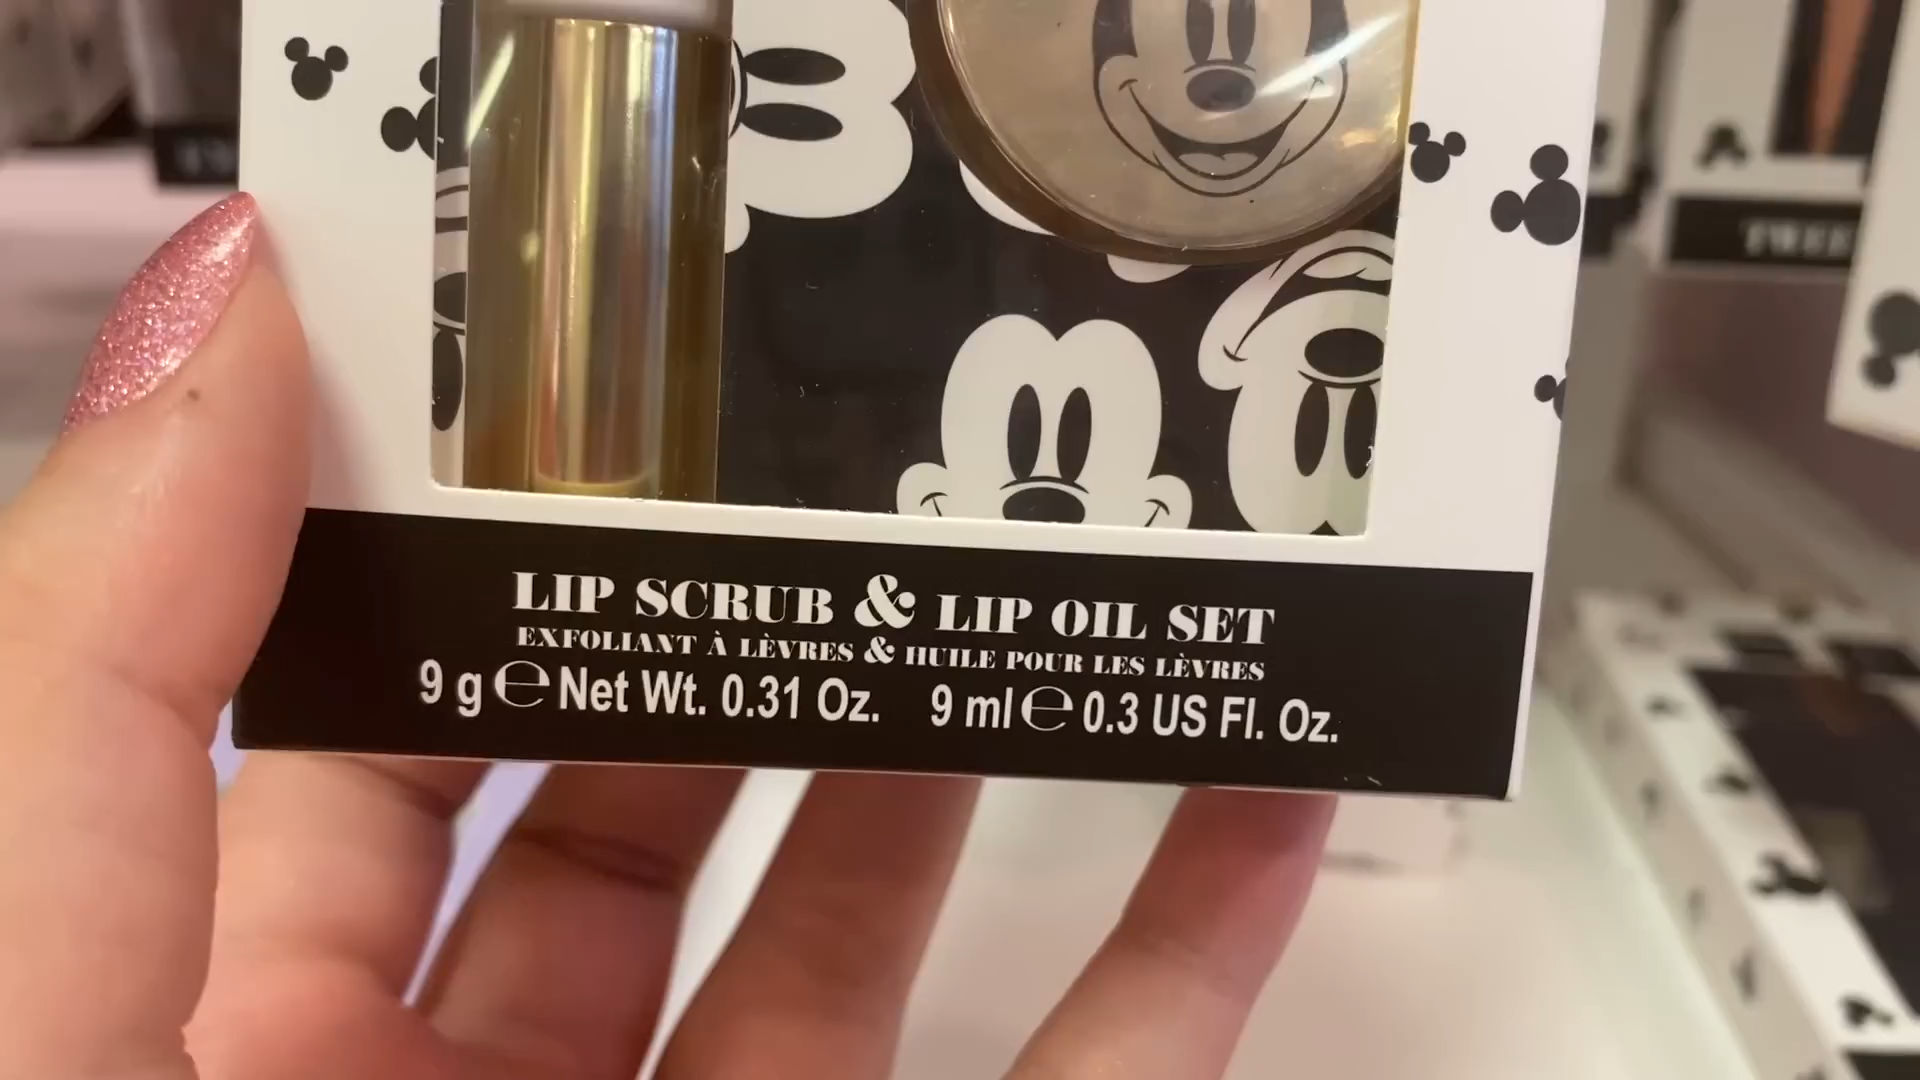 LIP SCRUB & LIP OIL SET
EXFOLIANT À LÈVRES & HUILE POUR LES LÈVRES
9 g ℮ Net Wt. 0.31 Oz. 9 ml ℮ 0.3 US Fl. Oz.